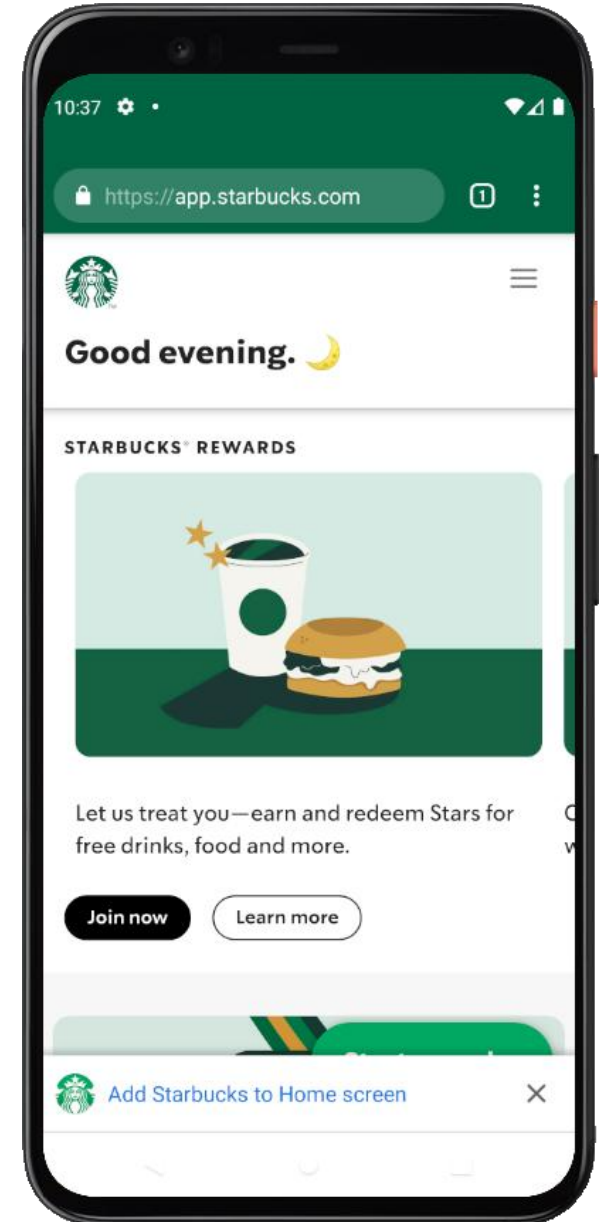 10:37
1
https://app.starbucks.com
Good evening. 🌙
STARBUCKS® REWARDS
Let us treat you—earn and redeem Stars for
free drinks, food and more.
Join now
Learn more
Add Starbucks to Home screen